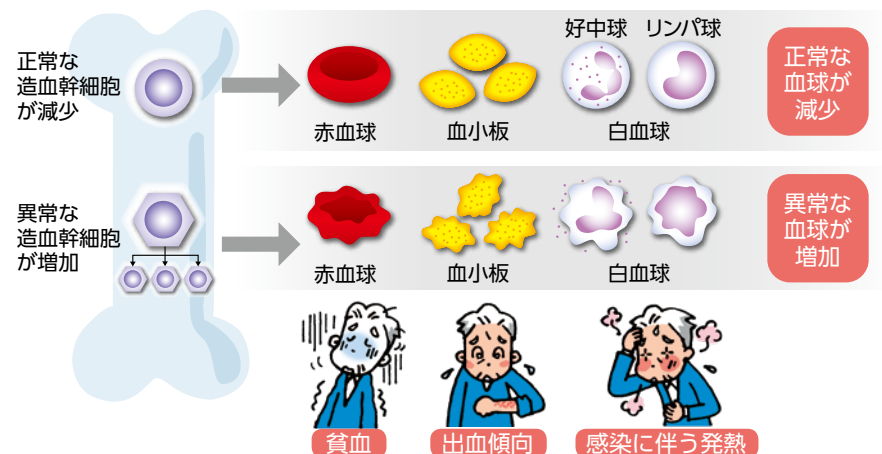 正常な
造血幹細胞
が減少
好中球 リンパ球
赤血球
血小板
白血球
正常な
血球が
減少
異常な
造血幹細胞
が増加
赤血球
血小板
白血球
異常な
血球が
増加
貧血
出血傾向
感染に伴う発熱